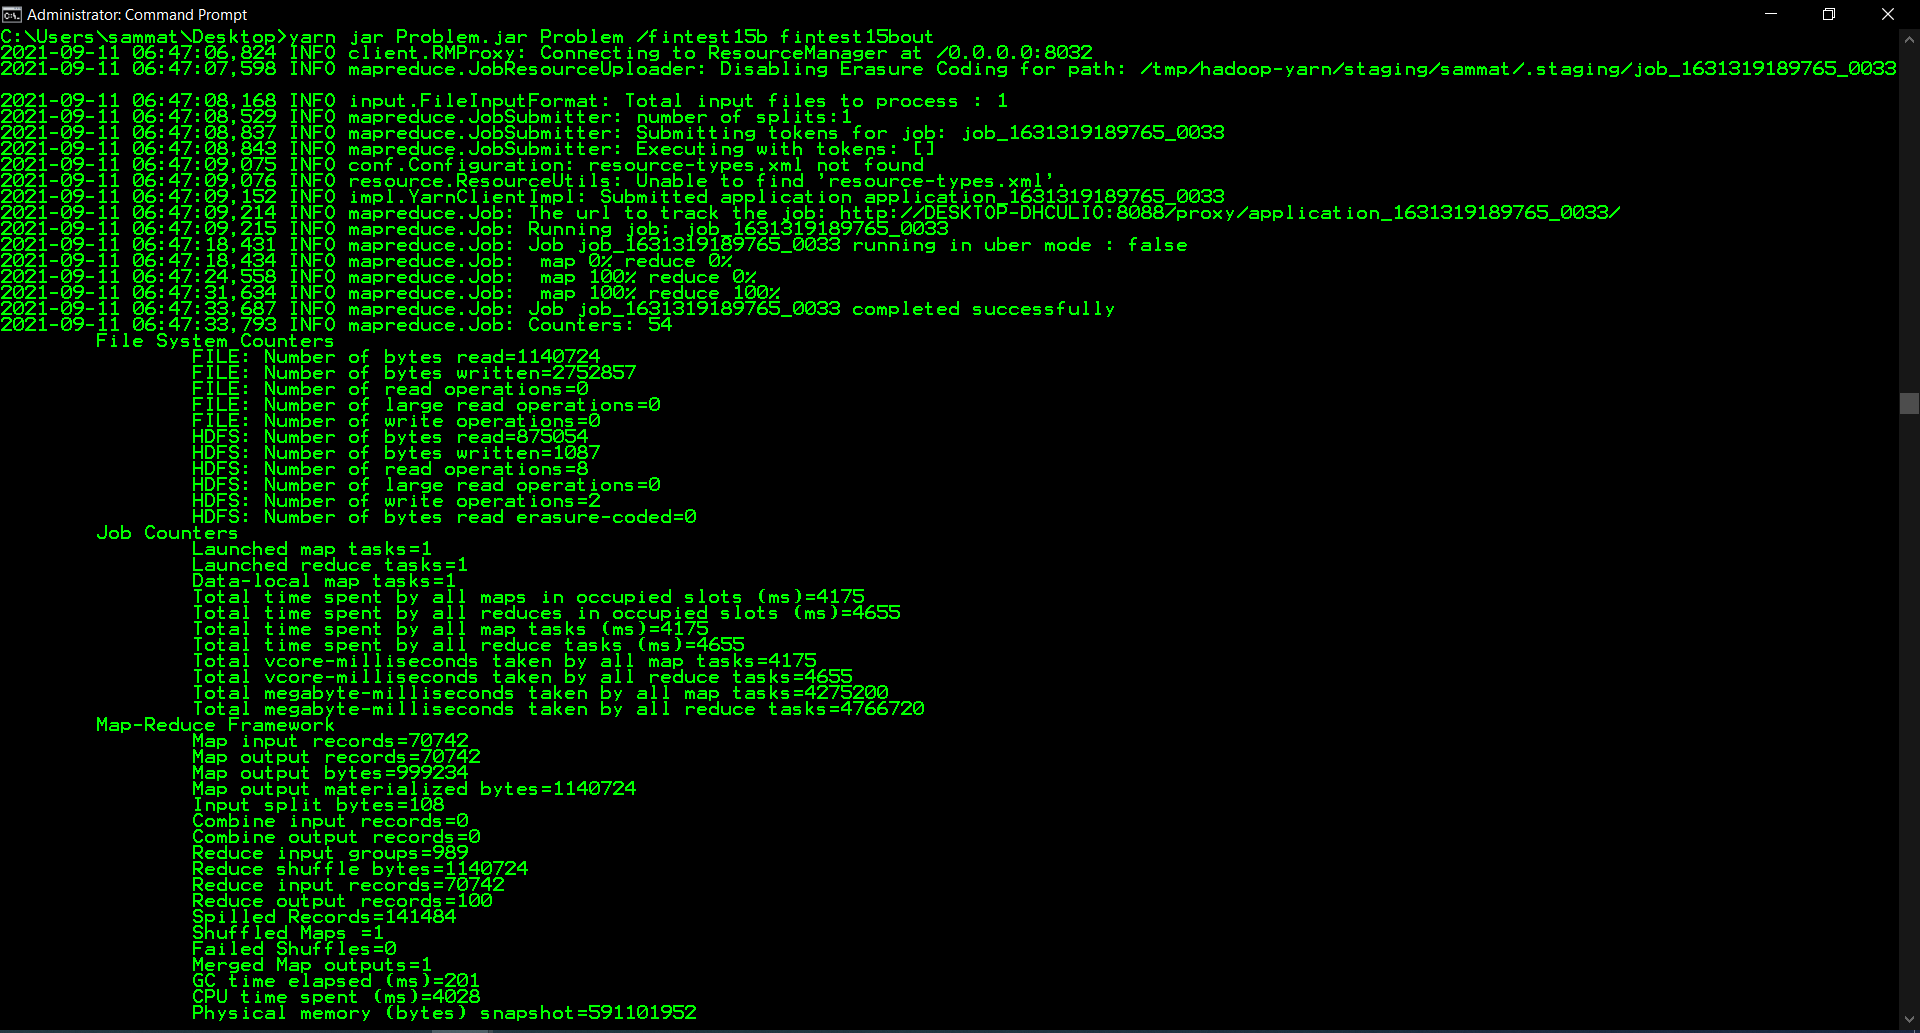 Administrator: Command Prompt
C:\Users\sammat\Desktop>yarn jar Problem.jar Problem /fintest15b fintest15bout
2021-09-11 06:47:06,824 INFO client.RMProxy: Connecting to ResourceManager at /0.0.0.0:8032
2021-09-11 06:47:07,598 INFO mapreduce.JobResourceUploader: Disabling Erasure Coding for path: /tmp/hadoop-yarn/staging/sammat/.staging/job_1631319189765_0033
2021-09-11 06:47:08,168 INFO input.FileInputFormat: Total input files to process : 1
2021-09-11 06:47:08,529 INFO mapreduce.JobSubmitter: number of splits:1
2021-09-11 06:47:08,837 INFO mapreduce.JobSubmitter: Submitting tokens for job: job_1631319189765_0033
2021-09-11 06:47:08,843 INFO mapreduce.JobSubmitter: Executing with tokens: []
2021-09-11 06:47:09,075 INFO conf.Configuration: resource-types.xml not found
2021-09-11 06:47:09,076 INFO resource.ResourceUtils: Unable to find 'resource-types.xml'.
2021-09-11 06:47:09,152 INFO impl.YarnClientImpl: Submitted application application_1631319189765_0033
2021-09-11 06:47:09,214 INFO mapreduce.Job: The url to track the job: http://DESKTOP-DHCULIO:8088/proxy/application_1631319189765_0033/
2021-09-11 06:47:09,215 INFO mapreduce.Job: Running job: job_1631319189765_0033
2021-09-11 06:47:18,431 INFO mapreduce.Job: Job job_1631319189765_0033 running in uber mode : false
2021-09-11 06:47:18,434 INFO mapreduce.Job:  map 0% reduce 0%
2021-09-11 06:47:24,558 INFO mapreduce.Job:  map 100% reduce 0%
2021-09-11 06:47:31,634 INFO mapreduce.Job:  map 100% reduce 100%
2021-09-11 06:47:33,687 INFO mapreduce.Job: Job job_1631319189765_0033 completed successfully
2021-09-11 06:47:33,793 INFO mapreduce.Job: Counters: 54
File System Counters
FILE: Number of bytes read=1140724
FILE: Number of bytes written=2752857
FILE: Number of read operations=0
FILE: Number of large read operations=0
FILE: Number of write operations=0
HDFS: Number of bytes read=875054
HDFS: Number of bytes written=1087
HDFS: Number of read operations=8
HDFS: Number of large read operations=0
HDFS: Number of write operations=2
HDFS: Number of bytes read erasure-coded=0
Job Counters
Launched map tasks=1
Launched reduce tasks=1
Data-local map tasks=1
Total time spent by all maps in occupied slots (ms)=4175
Total time spent by all reduces in occupied slots (ms)=4655
Total time spent by all map tasks (ms)=4175
Total time spent by all reduce tasks (ms)=4655
Total vcore-milliseconds taken by all map tasks=4175
Total vcore-milliseconds taken by all reduce tasks=4655
Total megabyte-milliseconds taken by all map tasks=4275200
Total megabyte-milliseconds taken by all reduce tasks=4766720
Map-Reduce Framework
Map input records=70742
Map output records=70742
Map output bytes=999234
Map output materialized bytes=1140724
Input split bytes=108
Combine input records=0
Combine output records=0
Reduce input groups=989
Reduce shuffle bytes=1140724
Reduce input records=70742
Reduce output records=100
Spilled Records=141484
Shuffled Maps =1
Failed Shuffles=0
Merged Map outputs=1
GC time elapsed (ms)=201
CPU time spent (ms)=4028
Physical memory (bytes) snapshot=591101952